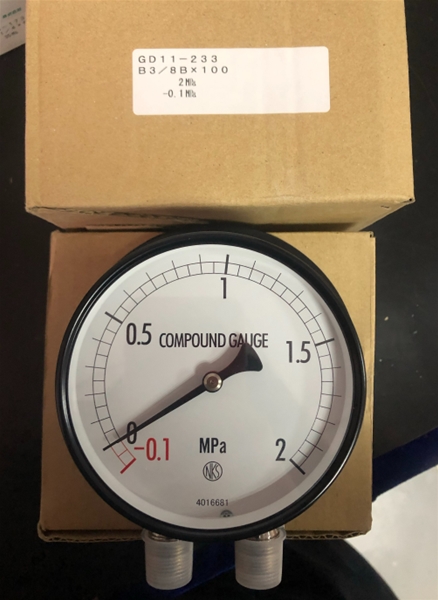 GD11-233
B3/8B×100
2MPa
-0.1MPa
1
0.5
COMPOUND GAUGE
1.5
0
-0.1
MPa
2
NKS
4016681